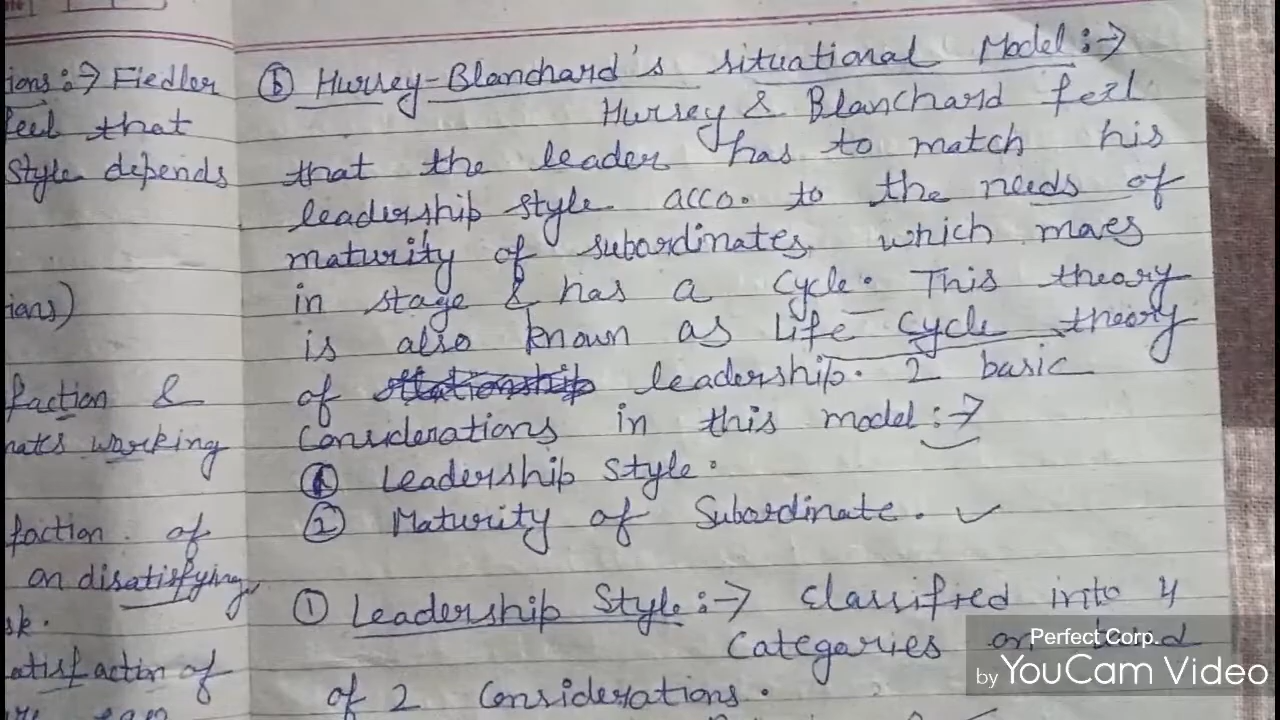 ions :→ Fiedler
feel that
style depends
ians)
faction &
nates working
faction. of
on disatisfying,
sk.
atisfaction of
⑥ Hursey-Blanchard's situational Model :→
Hursey & Blanchard feel
that the leader has to match his
leadership style acco. to the needs of
maturity of subordinates, which moves
in stage & has a cycle. This theory
is also known as Life cycle theory
of leadership. 2 basic
Considerations in this model :→
① Leadership Style.
② Maturity of Subordinate. ✓
① Leadership Style :→ classified into 4
Categories on
of 2 Considerations.
Perfect Corp.
by YouCam Video